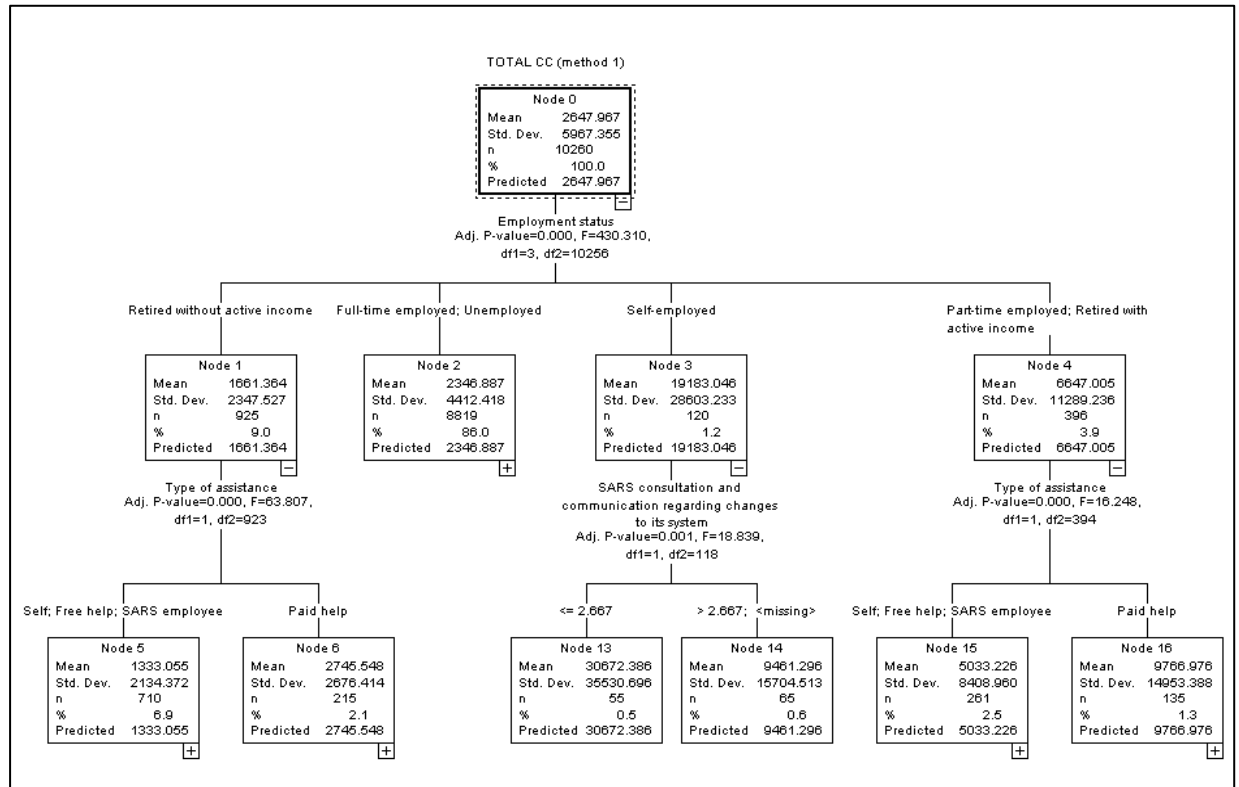 TOTAL CC (method 1)
Node 0
Mean 2647.967
Std. Dev. 5967.355
n 10260
% 100.0
Predicted 2647.967
Employment status
Adj. P-value=0.000, F=430.310,
df1=3, df2=10256
Retired without active income
Full-time employed; Unemployed
Self-employed
Part-time employed; Retired with
active income
Node 1
Mean 1661.364
Std. Dev. 2347.527
n 925
% 9.0
Predicted 1661.364
Node 2
Mean 2346.887
Std. Dev. 4412.418
n 8819
% 86.0
Predicted 2346.887
Node 3
Mean 19183.046
Std. Dev. 28603.233
n 120
% 1.2
Predicted 19183.046
Node 4
Mean 6647.005
Std. Dev. 11289.236
n 396
% 3.9
Predicted 6647.005
Type of assistance
Adj. P-value=0.000, F=63.807,
df1=1, df2=923
SARS consultation and
communication regarding changes
to its system
Adj. P-value=0.001, F=18.839,
df1=1, df2=118
Type of assistance
Adj. P-value=0.000, F=16.248,
df1=1, df2=394
Self; Free help; SARS employee
Paid help
<= 2.667
> 2.667; <missing>
Self; Free help; SARS employee
Paid help
Node 5
Mean 1333.055
Std. Dev. 2134.372
n 710
% 6.9
Predicted 1333.055
Node 6
Mean 2745.548
Std. Dev. 2676.414
n 215
% 2.1
Predicted 2745.548
Node 13
Mean 30672.386
Std. Dev. 35530.696
n 55
% 0.5
Predicted 30672.386
Node 14
Mean 9461.296
Std. Dev. 15704.513
n 65
% 0.6
Predicted 9461.296
Node 15
Mean 5033.226
Std. Dev. 8408.960
n 261
% 2.5
Predicted 5033.226
Node 16
Mean 9766.976
Std. Dev. 14953.388
n 135
% 1.3
Predicted 9766.976